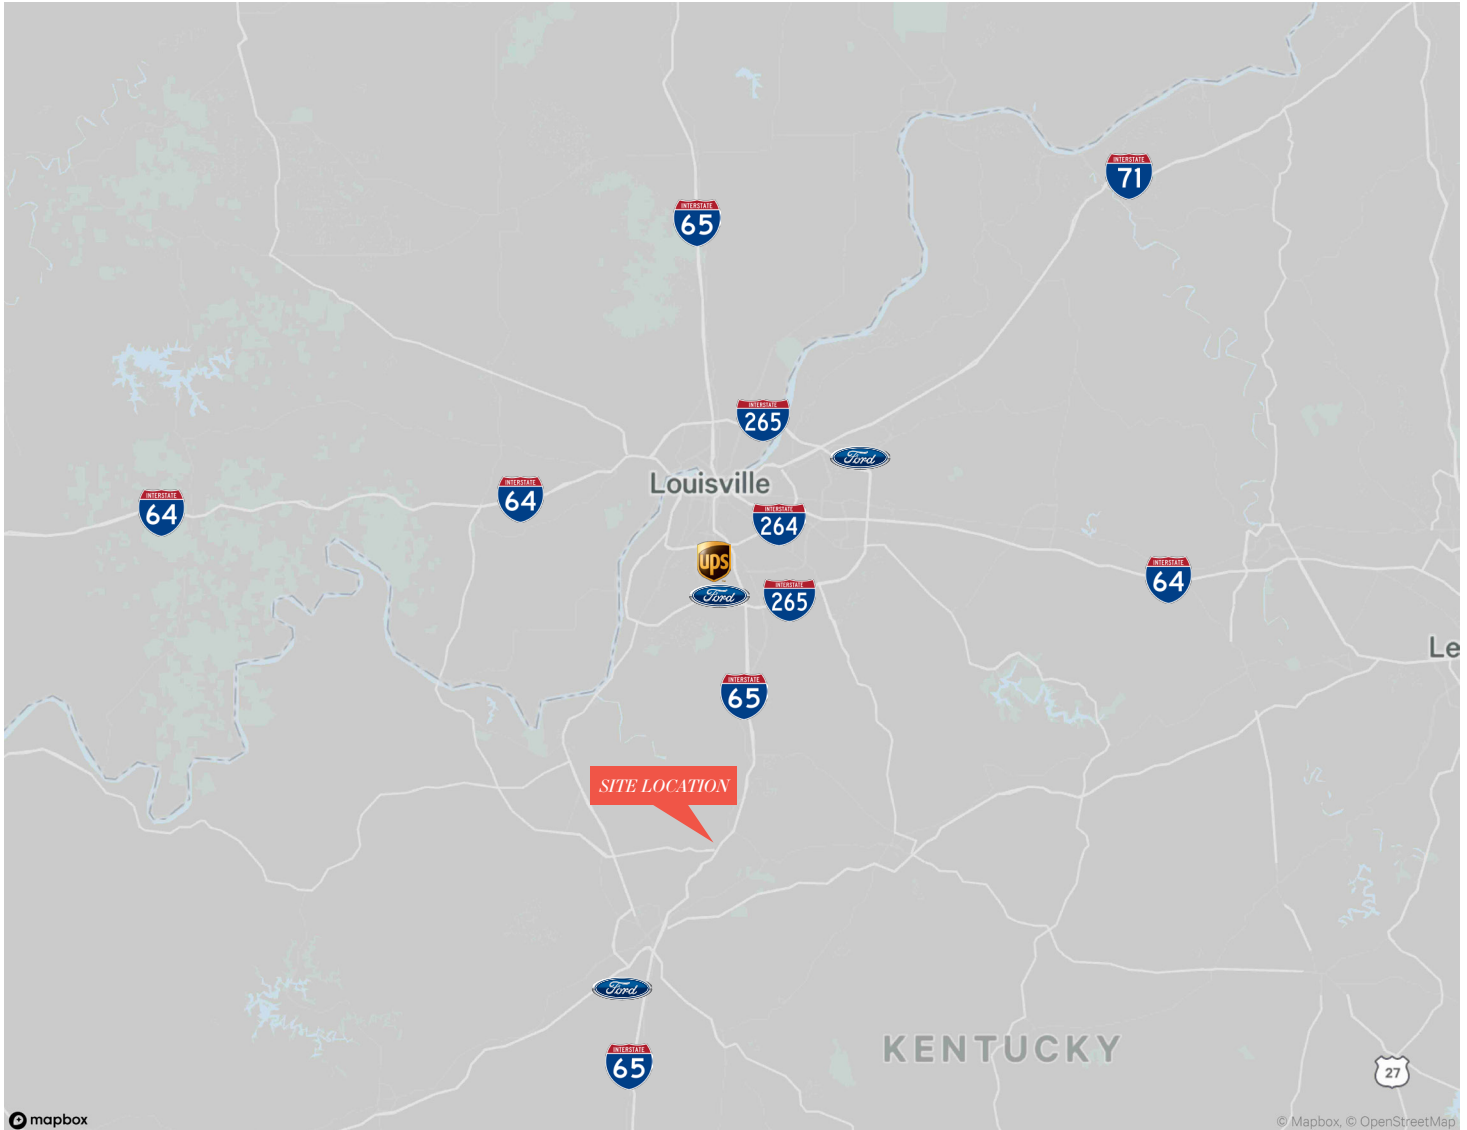 INTERSTATE
71
INTERSTATE
65
INTERSTATE
265
Ford
Louisville
INTERSTATE
64
INTERSTATE
64
INTERSTATE
264
ups
INTERSTATE
64
Ford
INTERSTATE
265
Le
INTERSTATE
65
SITE LOCATION
Ford
KENTUCKY
INTERSTATE
65
27
mapbox
© Mapbox, © OpenStreetMap